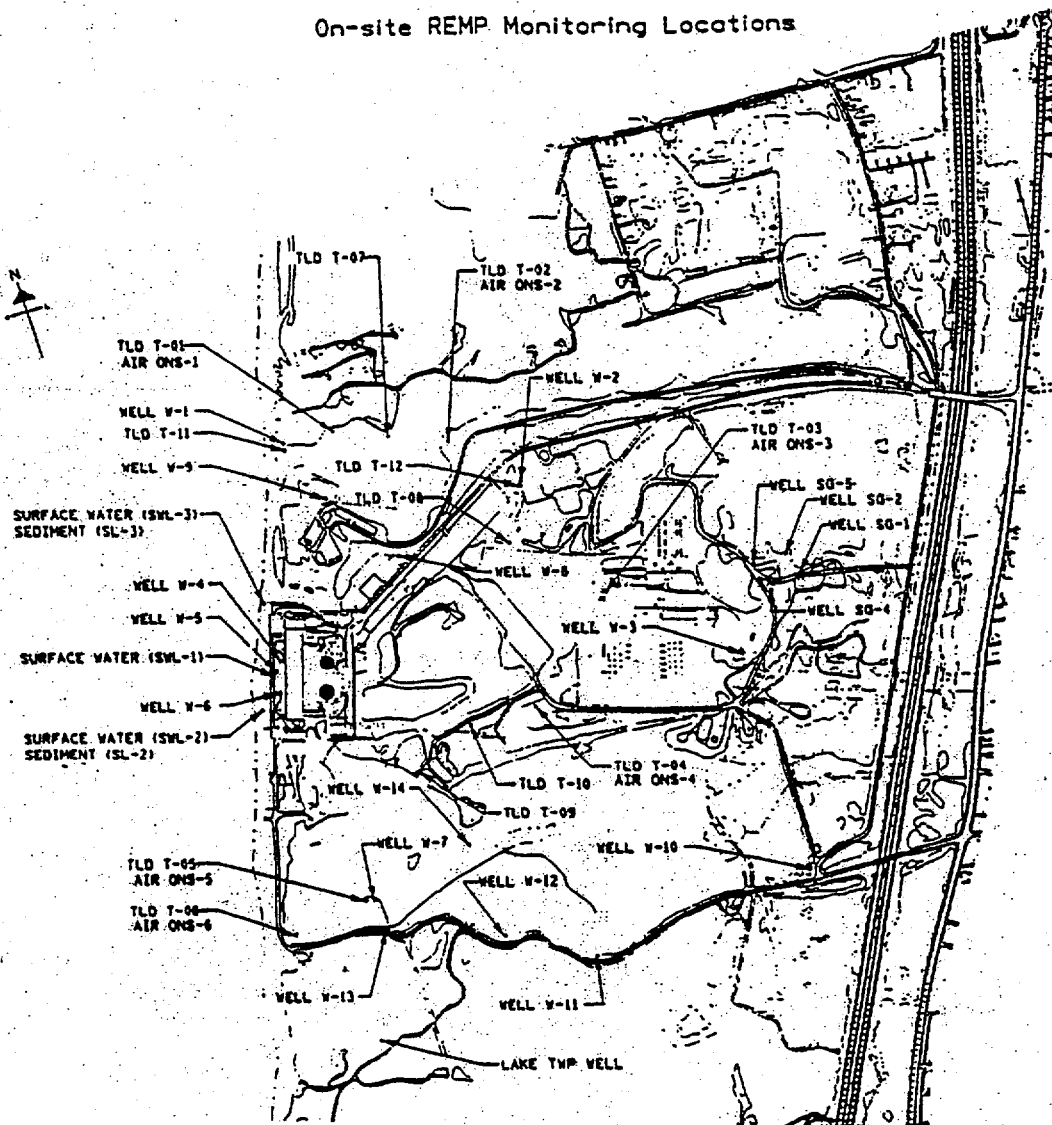 On-site REMP Monitoring Locations
N
TLD T-07
TLD T-02
AIR ONS-2
TLD T-01
AIR ONS-1
WELL W-2
WELL W-1
TLD T-11
TLD T-03
AIR ONS-3
WELL W-9
TLD T-12
TLD T-08
WELL SG-5
WELL SG-2
WELL SG-1
SURFACE WATER (SWL-3)
SEDIMENT (SL-3)
WELL W-8
WELL W-4
WELL SG-4
WELL W-5
WELL W-3
SURFACE WATER (SWL-1)
WELL W-6
SURFACE WATER (SWL-2)
SEDIMENT (SL-2)
TLD T-04
AIR ONS-4
TLD T-10
WELL W-14
TLD T-09
WELL W-7
WELL W-10
TLD T-05
AIR ONS-5
WELL W-12
TLD T-06
AIR ONS-6
WELL W-13
WELL W-11
LAKE TWP WELL